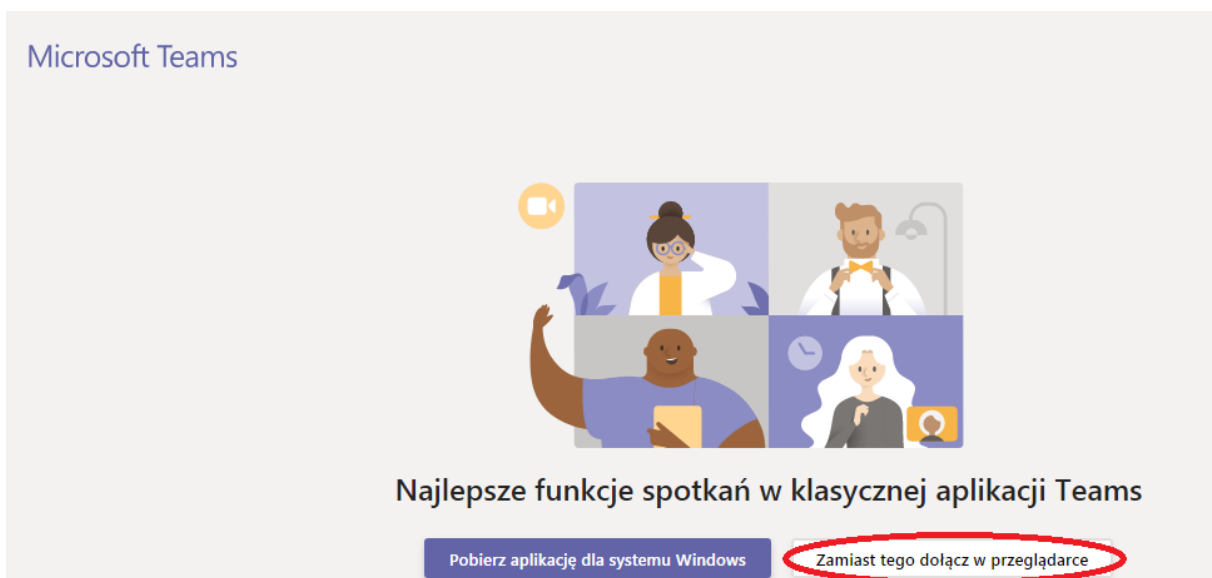 Microsoft Teams
Najlepsze funkcje spotkań w klasycznej aplikacji Teams
Pobierz aplikację dla systemu Windows
Zamiast tego dołącz w przeglądarce